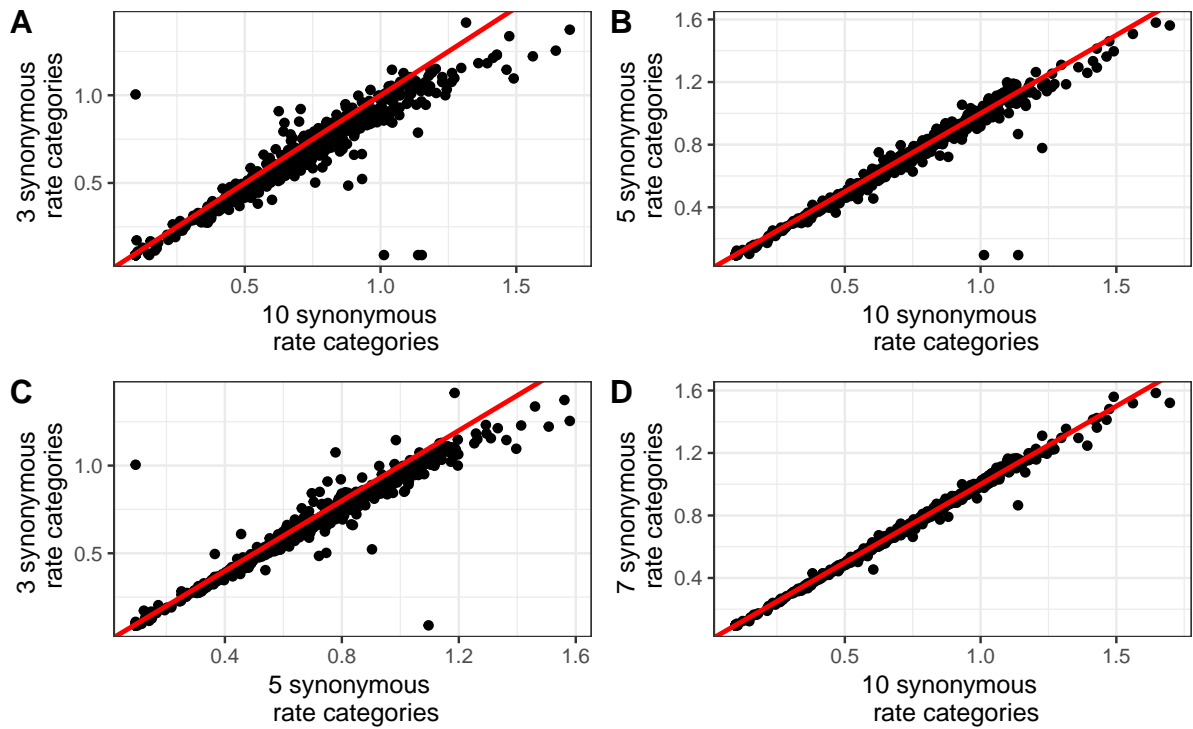 A
3 synonymous
rate categories
1.0
0.5
0.5
1.0
1.5
10 synonymous
rate categories
B
5 synonymous
rate categories
1.6
1.2
0.8
0.4
0.5
1.0
1.5
10 synonymous
rate categories
C
3 synonymous
rate categories
1.0
0.5
0.4
0.8
1.2
1.6
5 synonymous
rate categories
D
7 synonymous
rate categories
1.6
1.2
0.8
0.4
0.5
1.0
1.5
10 synonymous
rate categories